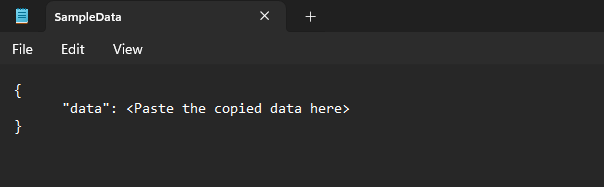 SampleData
File Edit View
{
"data": <Paste the copied data here>
}